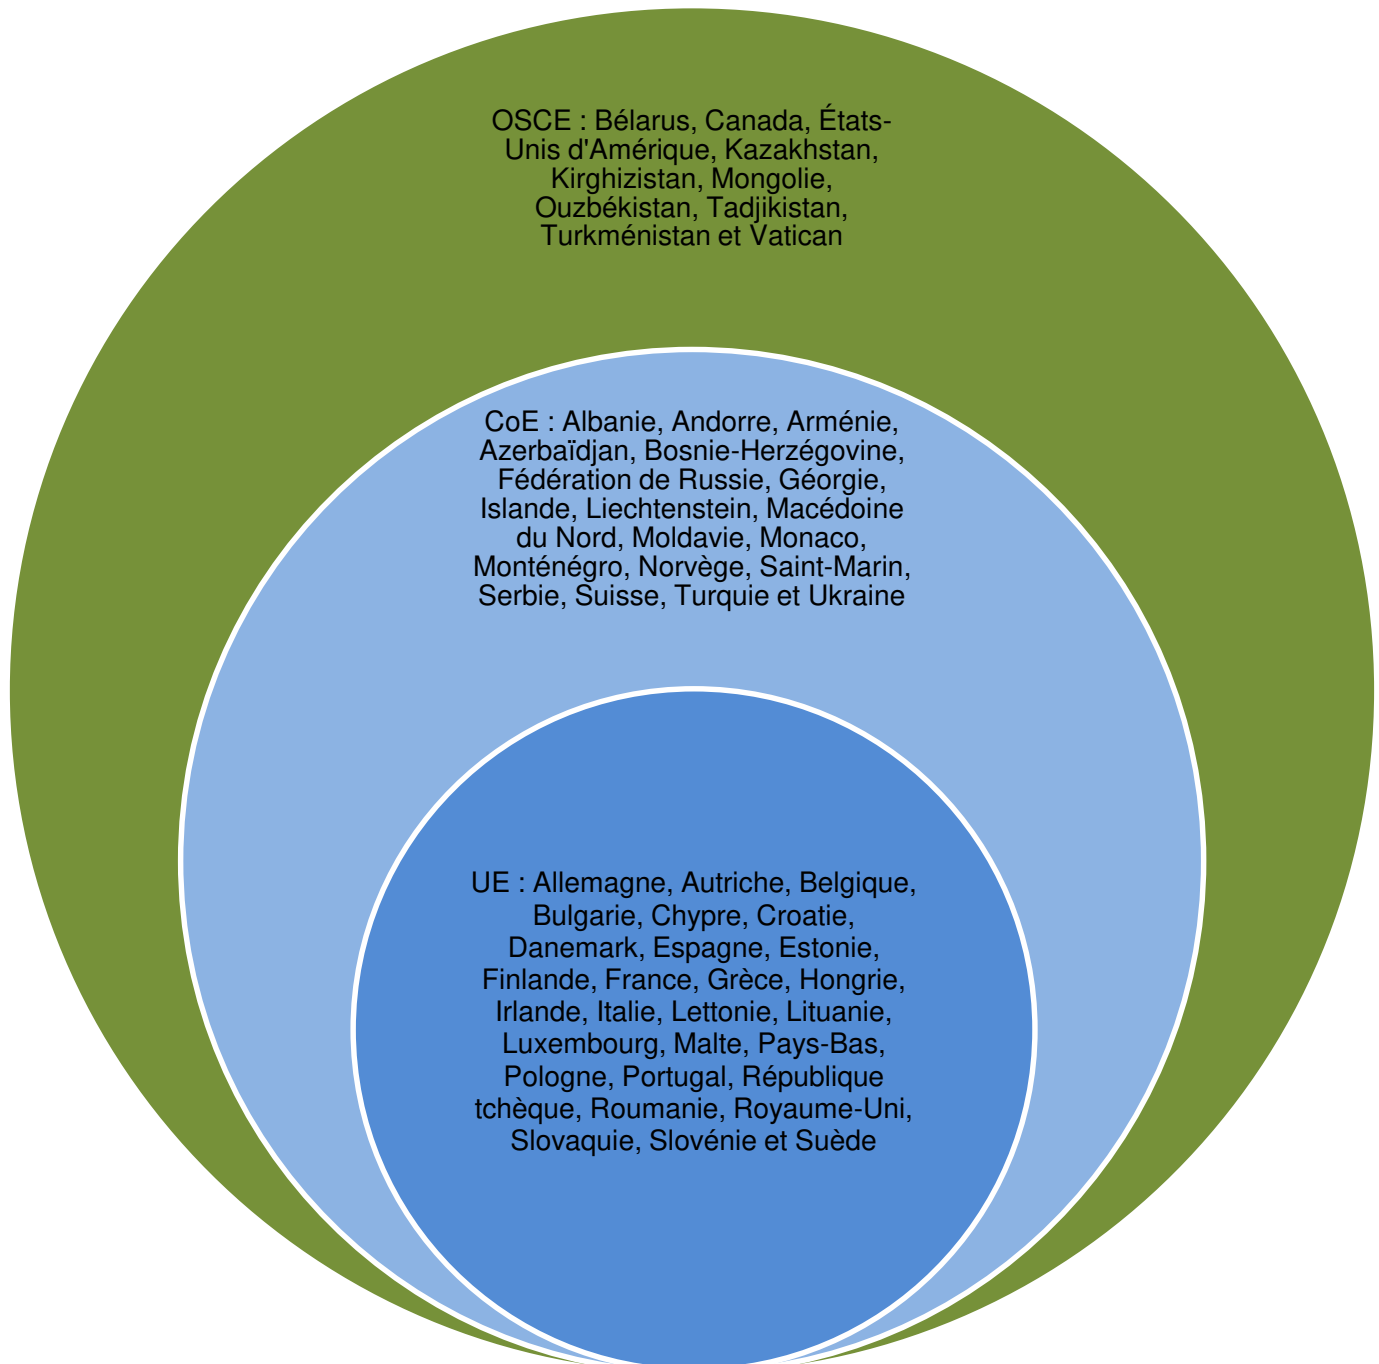 OSCE : Bélarus, Canada, États-
Unis d'Amérique, Kazakhstan,
Kirghizistan, Mongolie,
Ouzbékistan, Tadjikistan,
Turkménistan et Vatican
CoE : Albanie, Andorre, Arménie,
Azerbaïdjan, Bosnie-Herzégovine,
Fédération de Russie, Géorgie,
Islande, Liechtenstein, Macédoine
du Nord, Moldavie, Monaco,
Monténégro, Norvège, Saint-Marin,
Serbie, Suisse, Turquie et Ukraine
UE : Allemagne, Autriche, Belgique,
Bulgarie, Chypre, Croatie,
Danemark, Espagne, Estonie,
Finlande, France, Grèce, Hongrie,
Irlande, Italie, Lettonie, Lituanie,
Luxembourg, Malte, Pays-Bas,
Pologne, Portugal, République
tchèque, Roumanie, Royaume-Uni,
Slovaquie, Slovénie et Suède